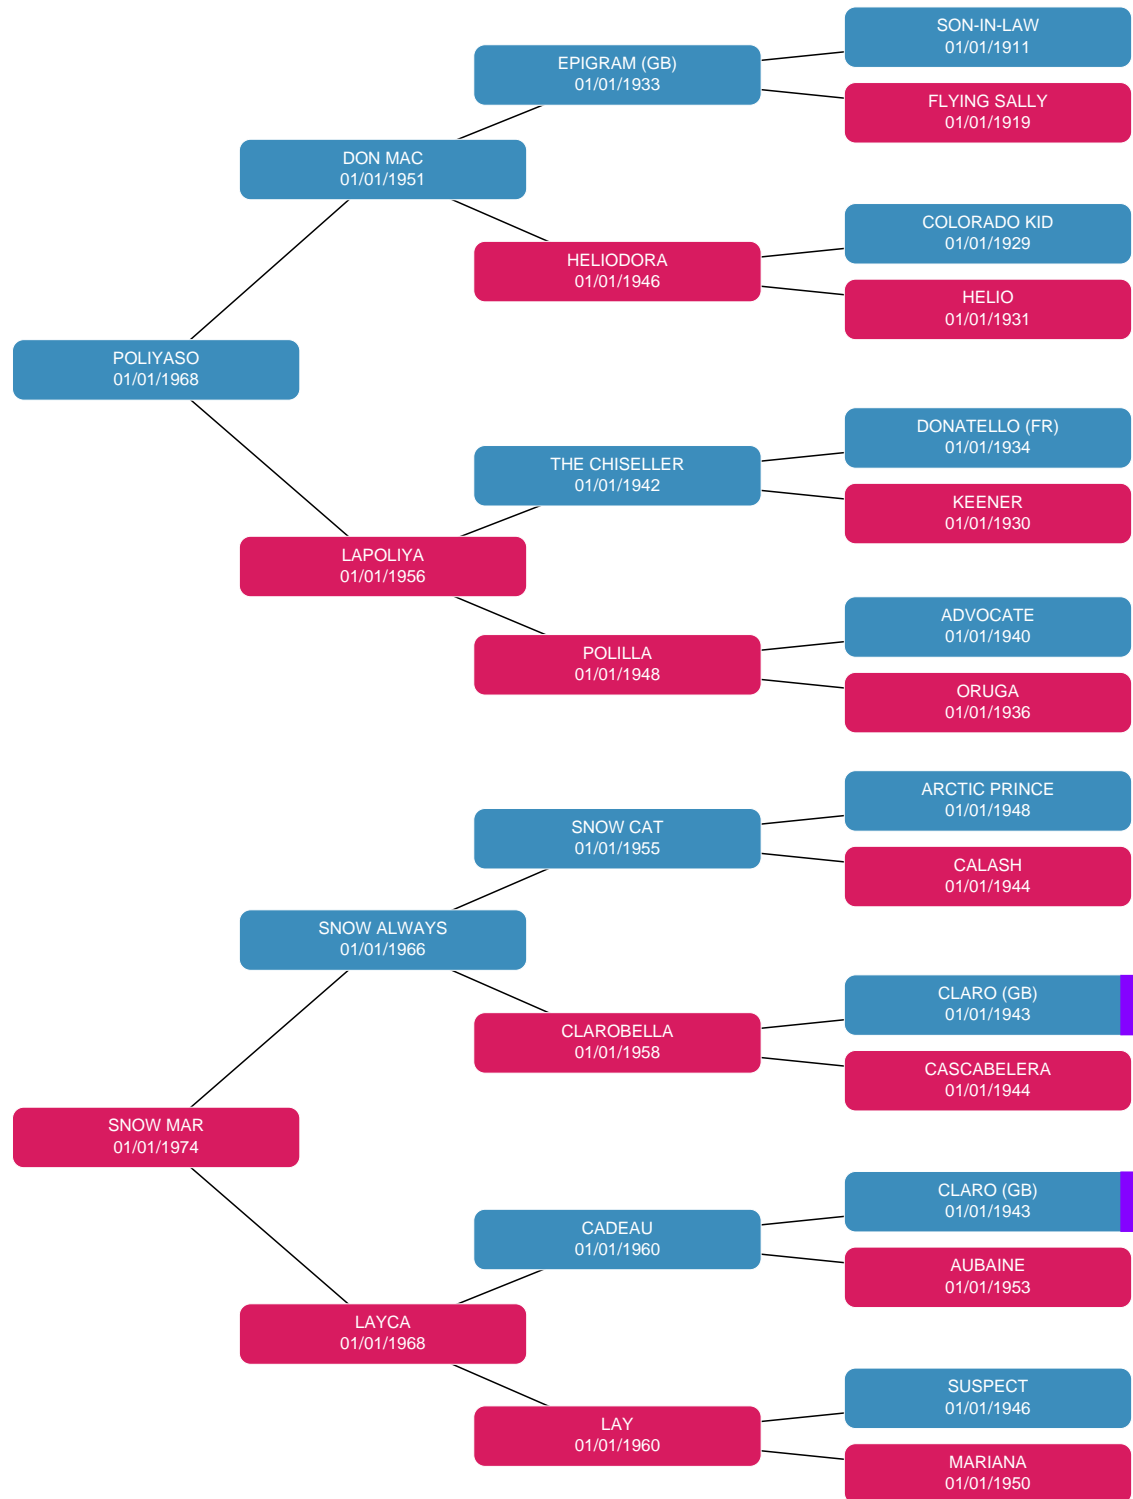 SON-IN-LAW
01/01/1911
EPIGRAM (GB)
01/01/1933
FLYING SALLY
01/01/1919
DON MAC
01/01/1951
COLORADO KID
01/01/1929
HELIODORA
01/01/1946
HELIO
01/01/1931
POLIYASO
01/01/1968
DONATELLO (FR)
01/01/1934
THE CHISELLER
01/01/1942
KEENER
01/01/1930
LAPOLIYA
01/01/1956
ADVOCATE
01/01/1940
POLILLA
01/01/1948
ORUGA
01/01/1936
ARCTIC PRINCE
01/01/1948
SNOW CAT
01/01/1955
CALASH
01/01/1944
SNOW ALWAYS
01/01/1966
CLARO (GB)
01/01/1943
CLAROBELLA
01/01/1958
CASCABELERA
01/01/1944
SNOW MAR
01/01/1974
CLARO (GB)
01/01/1943
CADEAU
01/01/1960
AUBAINE
01/01/1953
LAYCA
01/01/1968
SUSPECT
01/01/1946
LAY
01/01/1960
MARIANA
01/01/1950